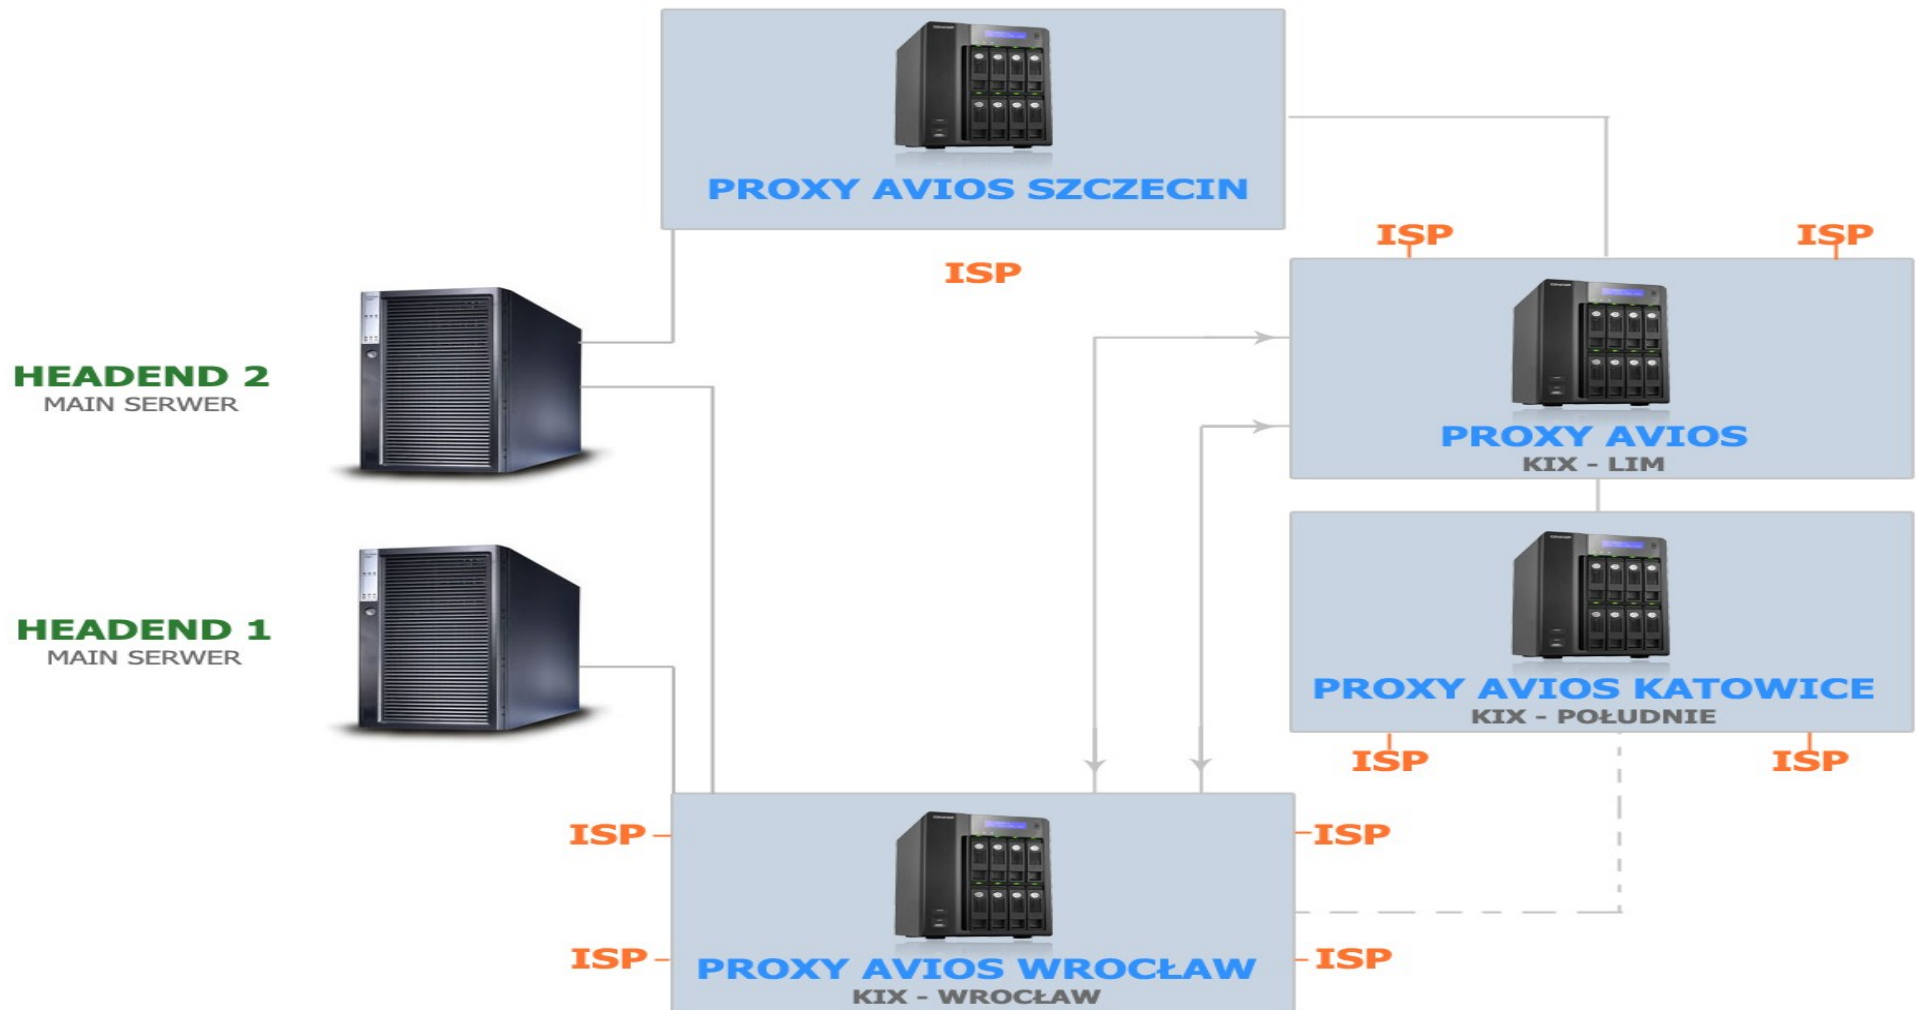 PROXY AVIOS SZCZECIN
ISP
ISP
ISP
HEADEND 2
MAIN SERWER
PROXY AVIOS
KIX - LIM
HEADEND 1
MAIN SERWER
PROXY AVIOS KATOWICE
KIX - POŁUDNIE
ISP
ISP
ISP
ISP
ISP
ISP
PROXY AVIOS WROCŁAW
KIX - WROCŁAW